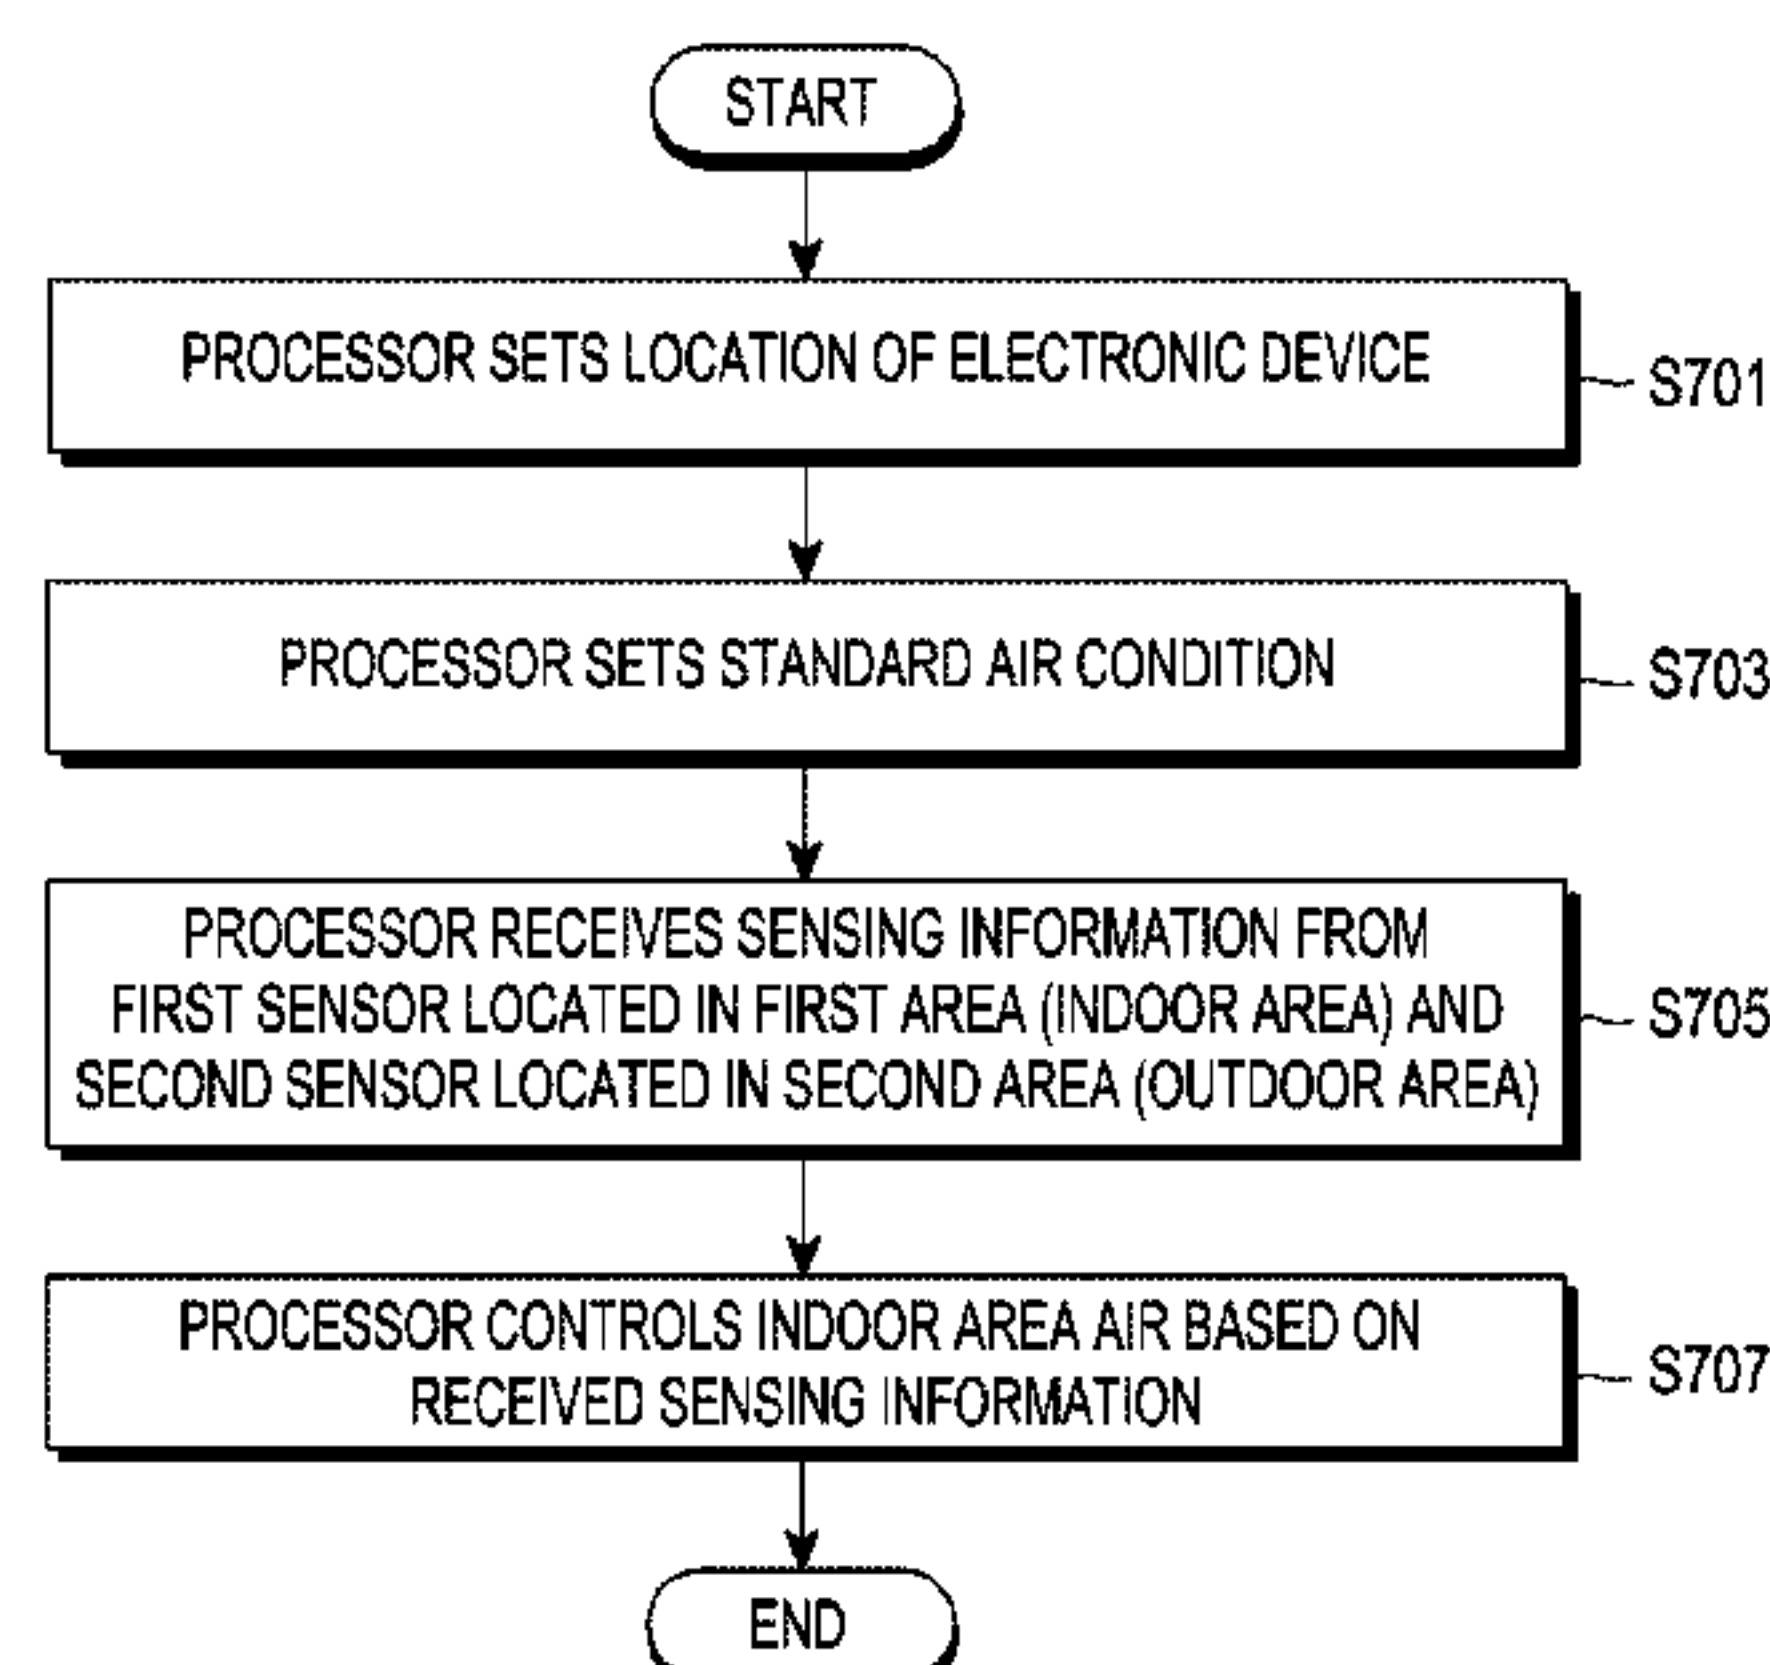 START
PROCESSOR SETS LOCATION OF ELECTRONIC DEVICE
S701
PROCESSOR SETS STANDARD AIR CONDITION
S703
PROCESSOR RECEIVES SENSING INFORMATION FROM
FIRST SENSOR LOCATED IN FIRST AREA (INDOOR AREA) AND
SECOND SENSOR LOCATED IN SECOND AREA (OUTDOOR AREA)
S705
PROCESSOR CONTROLS INDOOR AREA AIR BASED ON
RECEIVED SENSING INFORMATION
S707
END